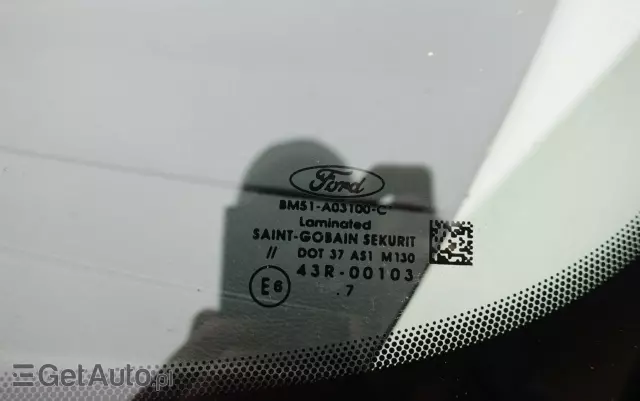 Ford
BM51-A03100-C
Laminated
SAINT-GOBAIN SEKURIT
// DOT 37 AS1 M130
43R-00103
E6
.7
GetAuto.pl